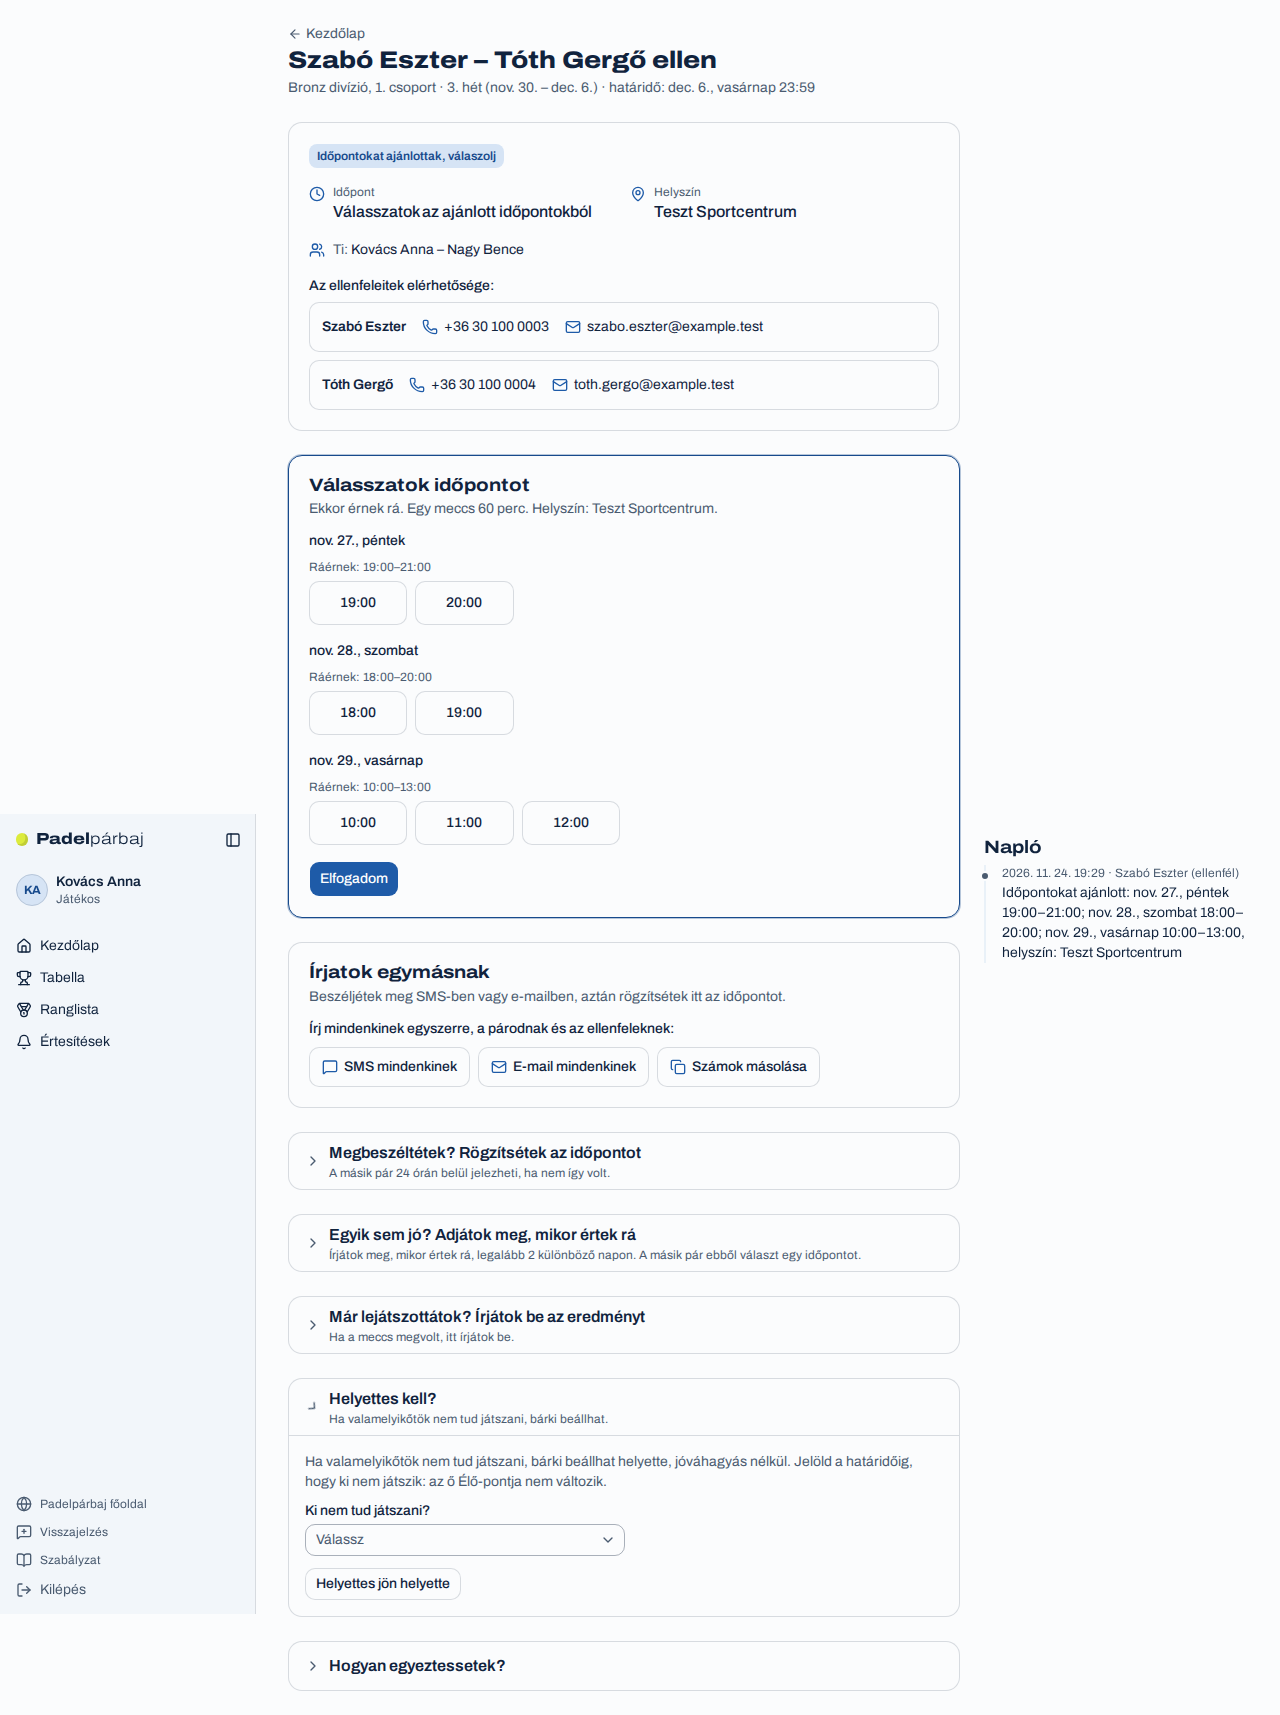 Kezdőlap
Szabó Eszter – Tóth Gergő ellen
Bronz divízió, 1. csoport · 3. hét (nov. 30. – dec. 6.) · határidő: dec. 6., vasárnap 23:59
Időpontokat ajánlottak, válaszolj
Időpont
Válasszatok az ajánlott időpontokból
Helyszín
Teszt Sportcentrum
Ti: Kovács Anna – Nagy Bence
Az ellenfeleitek elérhetősége:
Szabó Eszter +36 30 100 0003 szabo.eszter@example.test
Tóth Gergő +36 30 100 0004 toth.gergo@example.test
Válasszatok időpontot
Ekkor érnek rá. Egy meccs 60 perc. Helyszín: Teszt Sportcentrum.
nov. 27., péntek
Ráérnek: 19:00–21:00
19:00 20:00
nov. 28., szombat
Ráérnek: 18:00–20:00
18:00 19:00
nov. 29., vasárnap
Ráérnek: 10:00–13:00
10:00 11:00 12:00
Elfogadom
Írjatok egymásnak
Beszéljétek meg SMS-ben vagy e-mailben, aztán rögzítsétek itt az időpontot.
Írj mindenkinek egyszerre, a párodnak és az ellenfeleknek:
SMS mindenkinek E-mail mindenkinek Számok másolása
Megbeszéltétek? Rögzítsétek az időpontot
A másik pár 24 órán belül jelezheti, ha nem így volt.
Egyik sem jó? Adjátok meg, mikor értek rá
Írjátok meg, mikor értek rá, legalább 2 különböző napon. A másik pár ebből választ egy időpontot.
Már lejátszottátok? Írjátok be az eredményt
Ha a meccs megvolt, itt írjátok be.
Helyettes kell?
Ha valamelyikőtök nem tud játszani, bárki beállhat.
Ha valamelyikőtök nem tud játszani, bárki beállhat helyette, jóváhagyás nélkül. Jelöld a határidőig,
hogy ki nem játszik: az ő Élő-pontja nem változik.
Ki nem tud játszani?
Válassz
Helyettes jön helyette
Hogyan egyeztessetek?
Padelpárbaj
KA
Kovács Anna
Játékos
Kezdőlap
Tabella
Ranglista
Értesítések
Padelpárbaj főoldal
Visszajelzés
Szabályzat
Kilépés
Napló
2026. 11. 24. 19:29 · Szabó Eszter (ellenfél)
Időpontokat ajánlott: nov. 27., péntek
19:00–21:00; nov. 28., szombat 18:00–
20:00; nov. 29., vasárnap 10:00–13:00,
helyszín: Teszt Sportcentrum